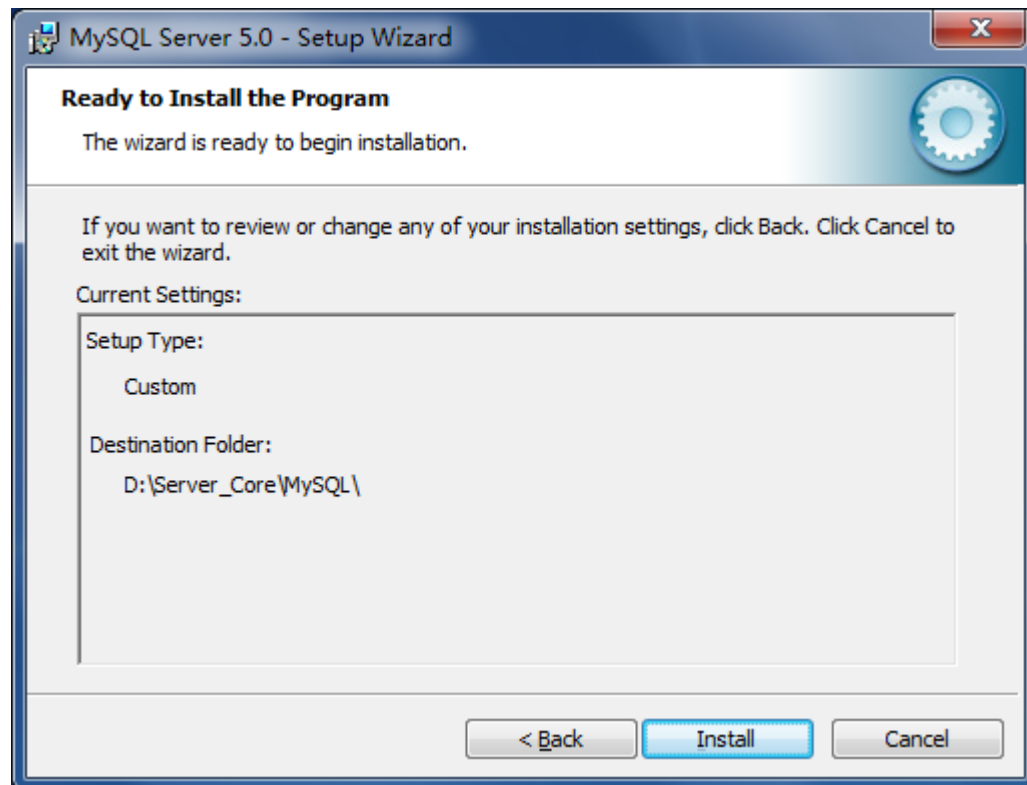 MySQL Server 5.0 - Setup Wizard
Ready to Install the Program
The wizard is ready to begin installation.
If you want to review or change any of your installation settings, click Back. Click Cancel to
exit the wizard.
Current Settings:
Setup Type:
Custom
Destination Folder:
D:\Server_Core\MySQL\
< Back
Install
Cancel